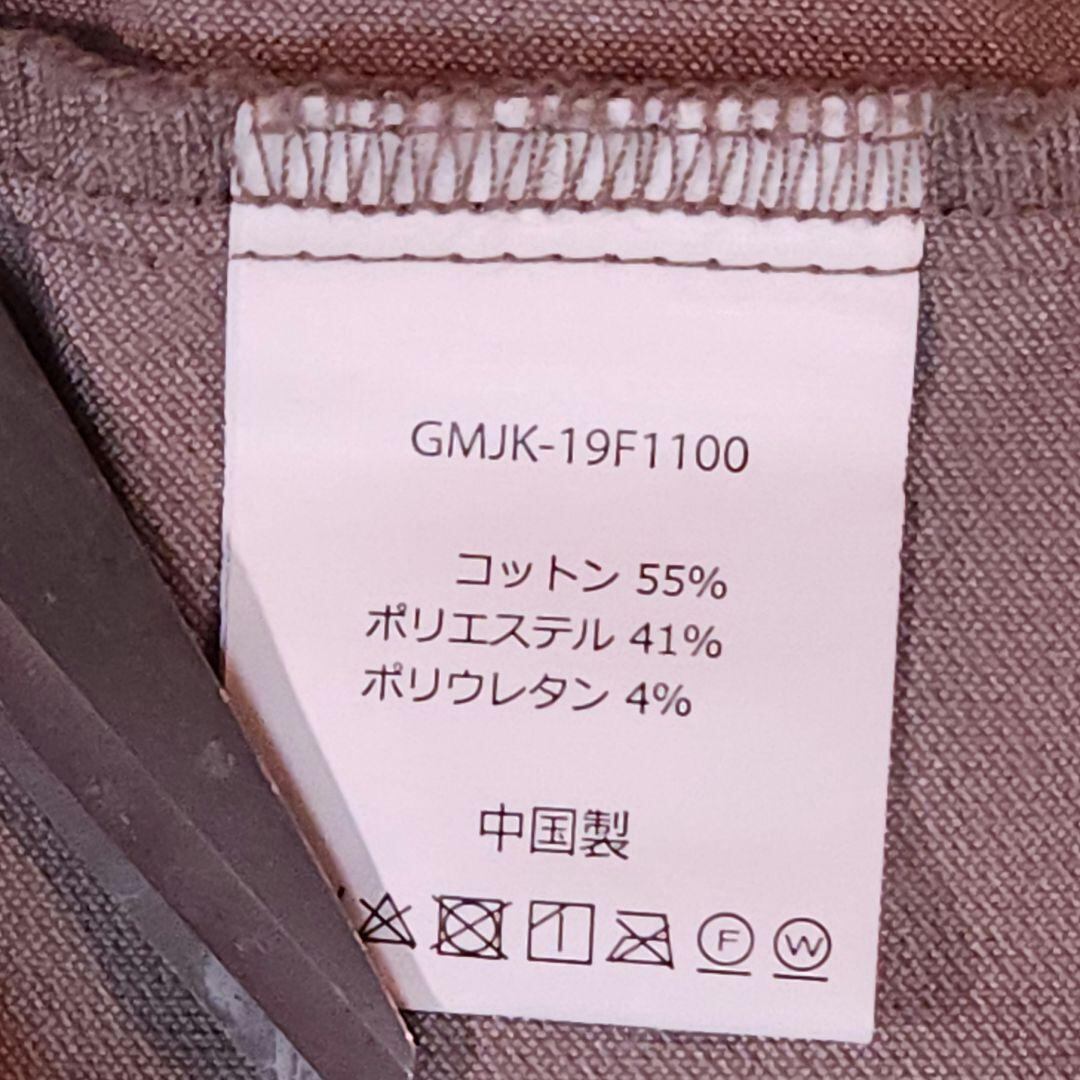 GMJK-19F1100
コットン 55%
ポリエステル 41%
ポリウレタン 4%
中国製
F W